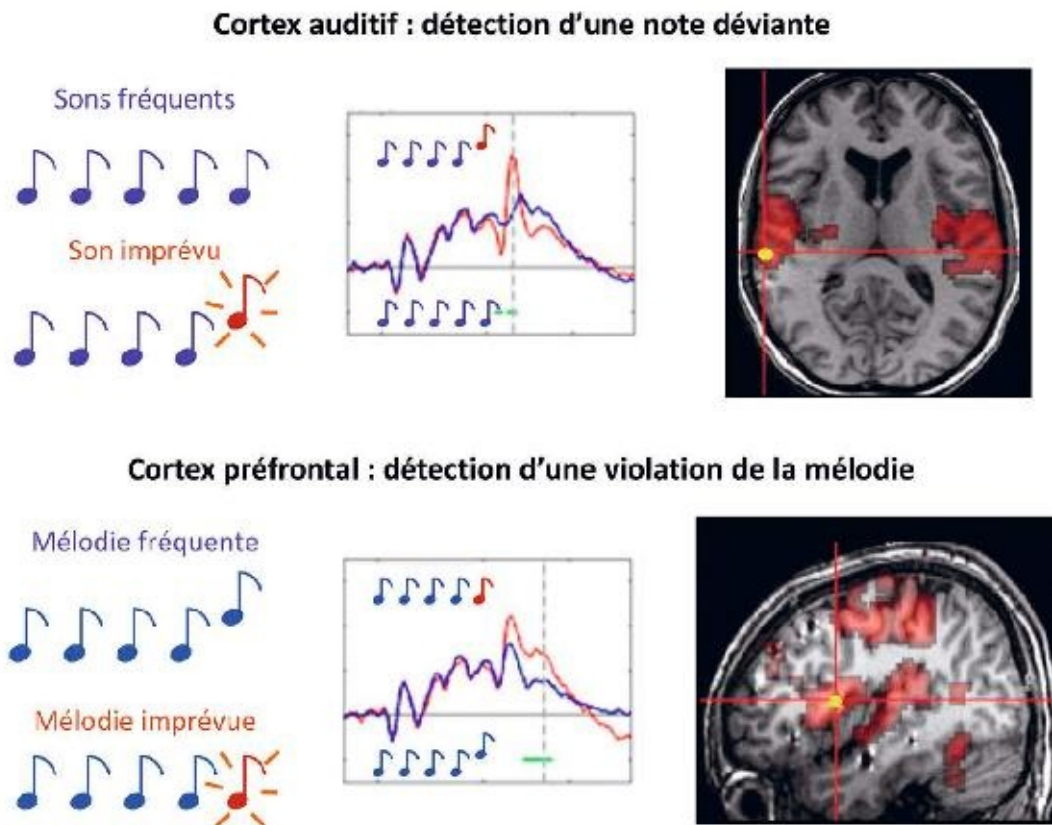 Cortex auditif : détection d'une note déviante
Sons fréquents
Son imprévu
Cortex préfrontal : détection d'une violation de la mélodie
Mélodie fréquente
Mélodie imprévue